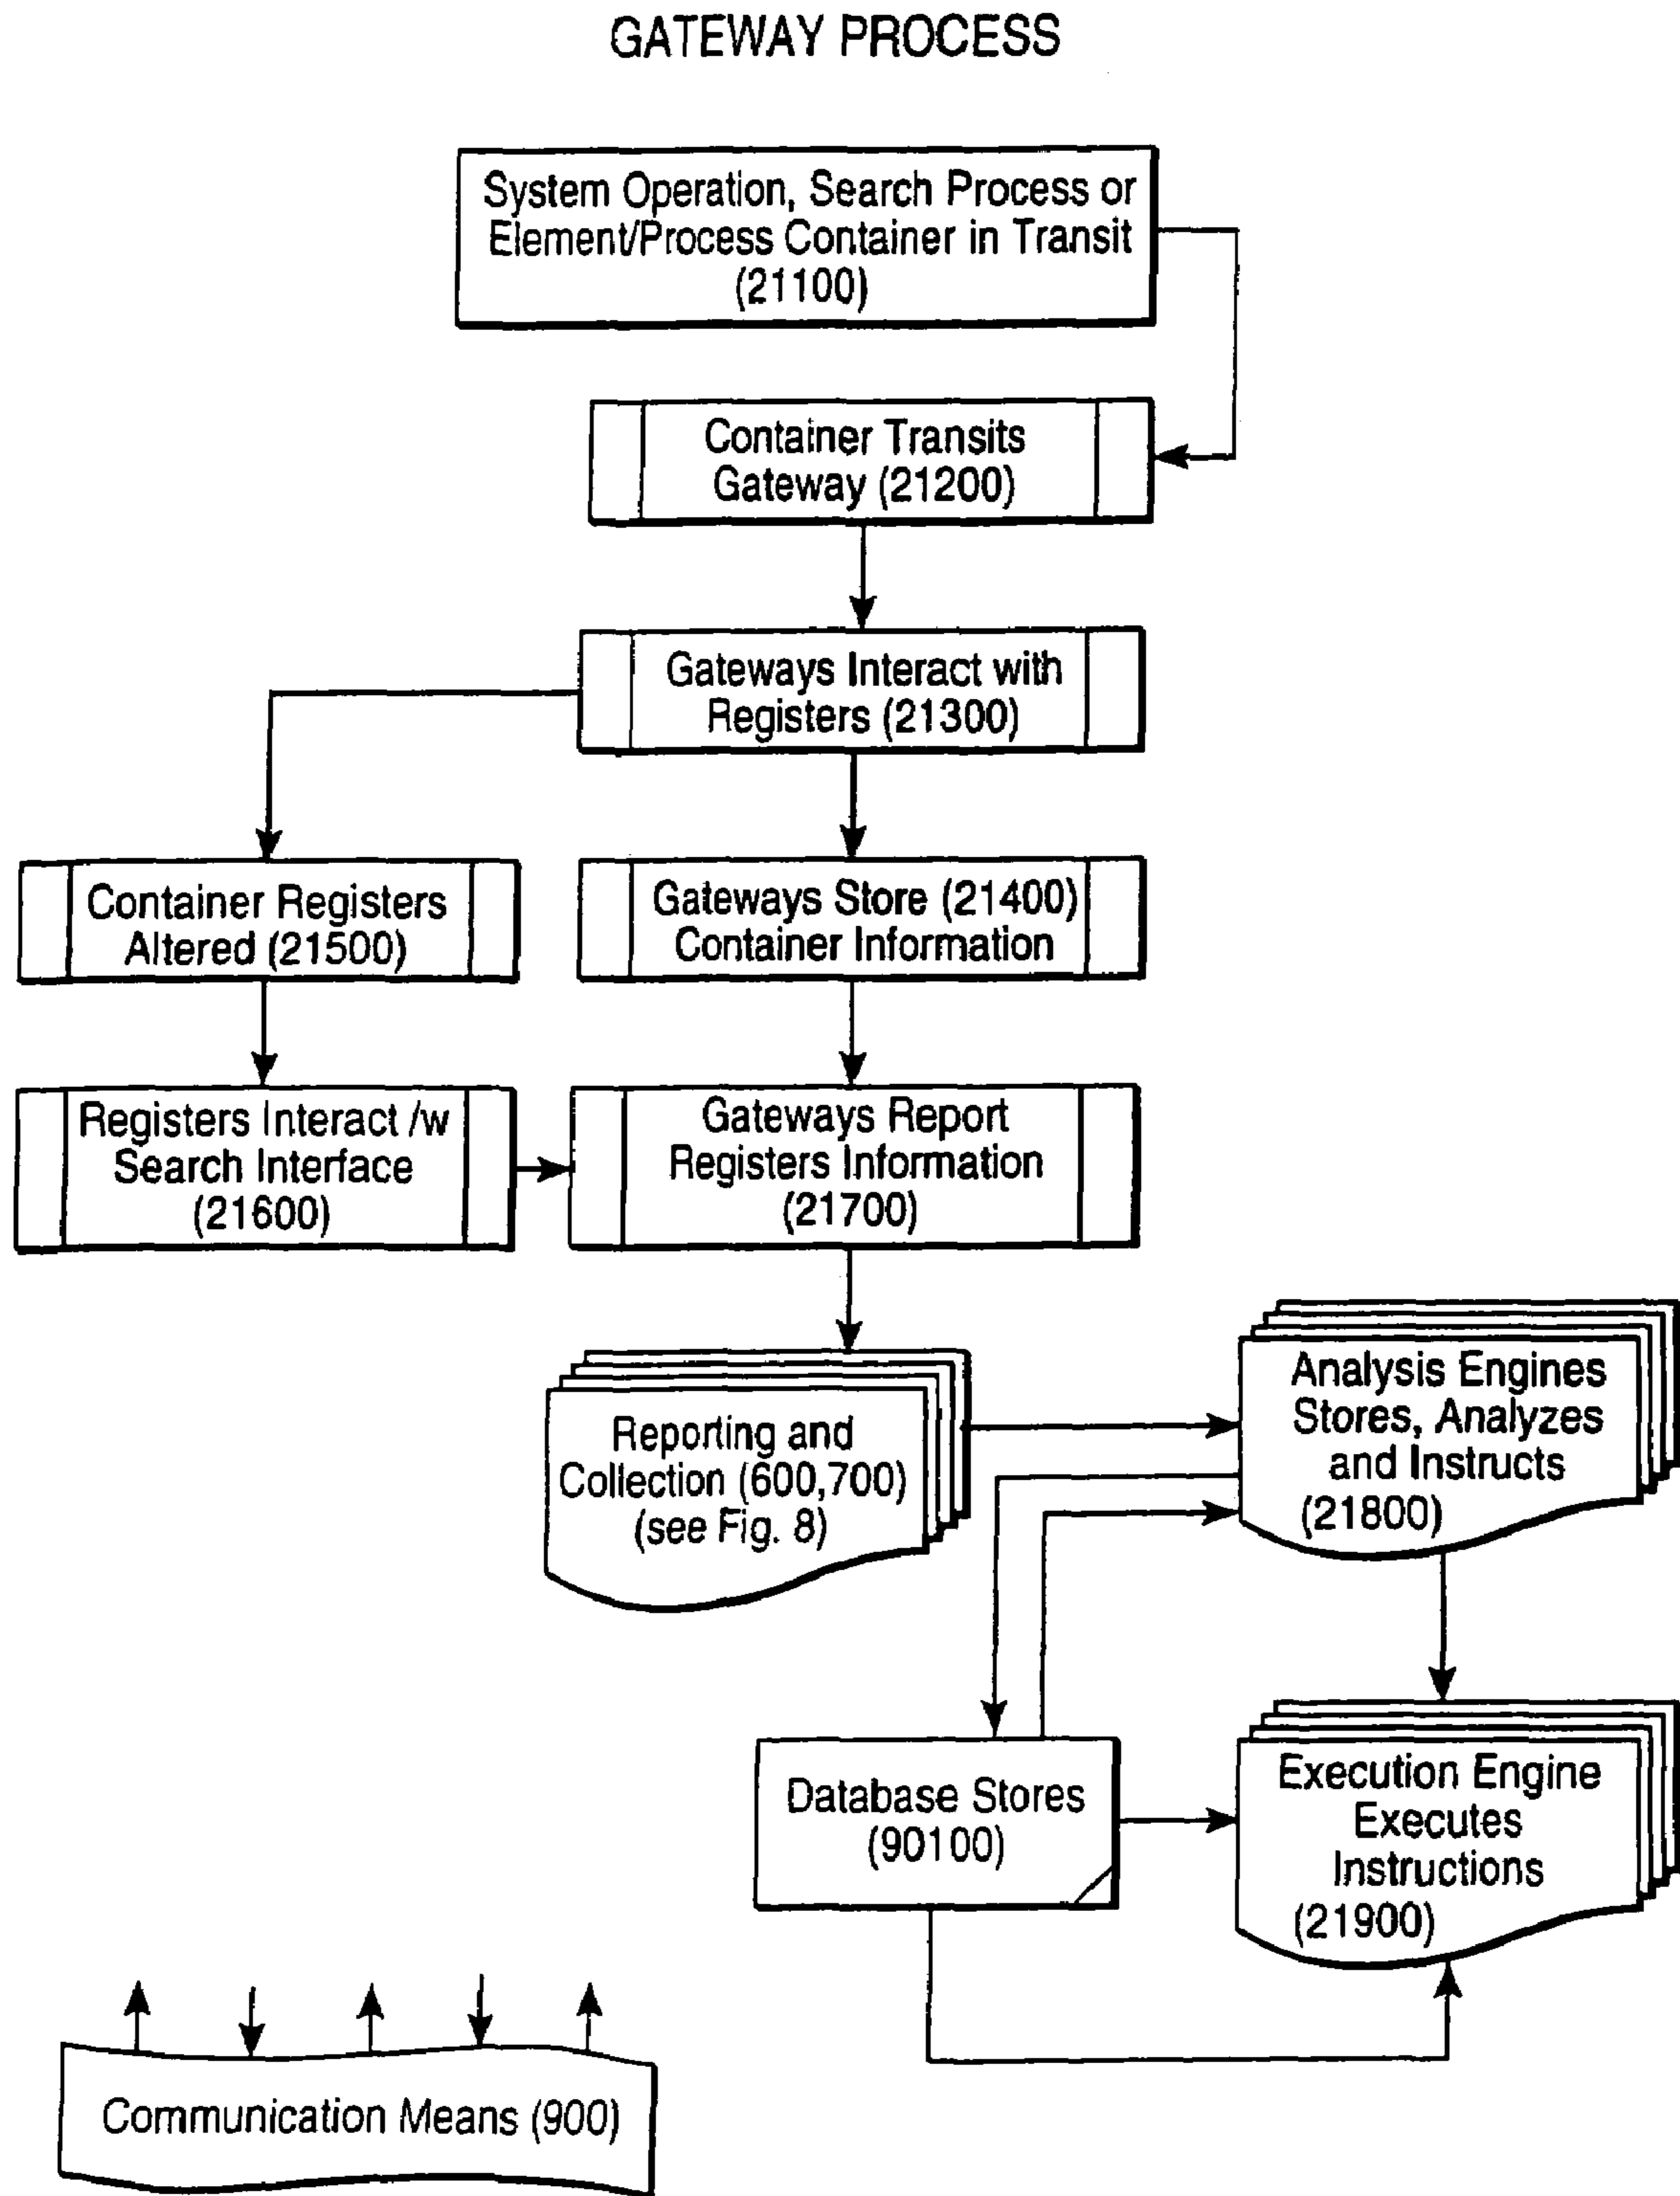 GATEWAY PROCESS
System Operation, Search Process or
Element/Process Container in Transit
(21100)
Container Transits
Gateway (21200)
Gateways Interact with
Registers (21300)
Container Registers
Altered (21500)
Gateways Store (21400)
Container Information
Registers Interact /w
Search Interface
(21600)
Gateways Report
Registers Information
(21700)
Reporting and
Collection (600,700)
(see Fig. 8)
Analysis Engines
Stores, Analyzes
and Instructs
(21800)
Database Stores
(90100)
Execution Engine
Executes
Instructions
(21900)
Communication Means (900)